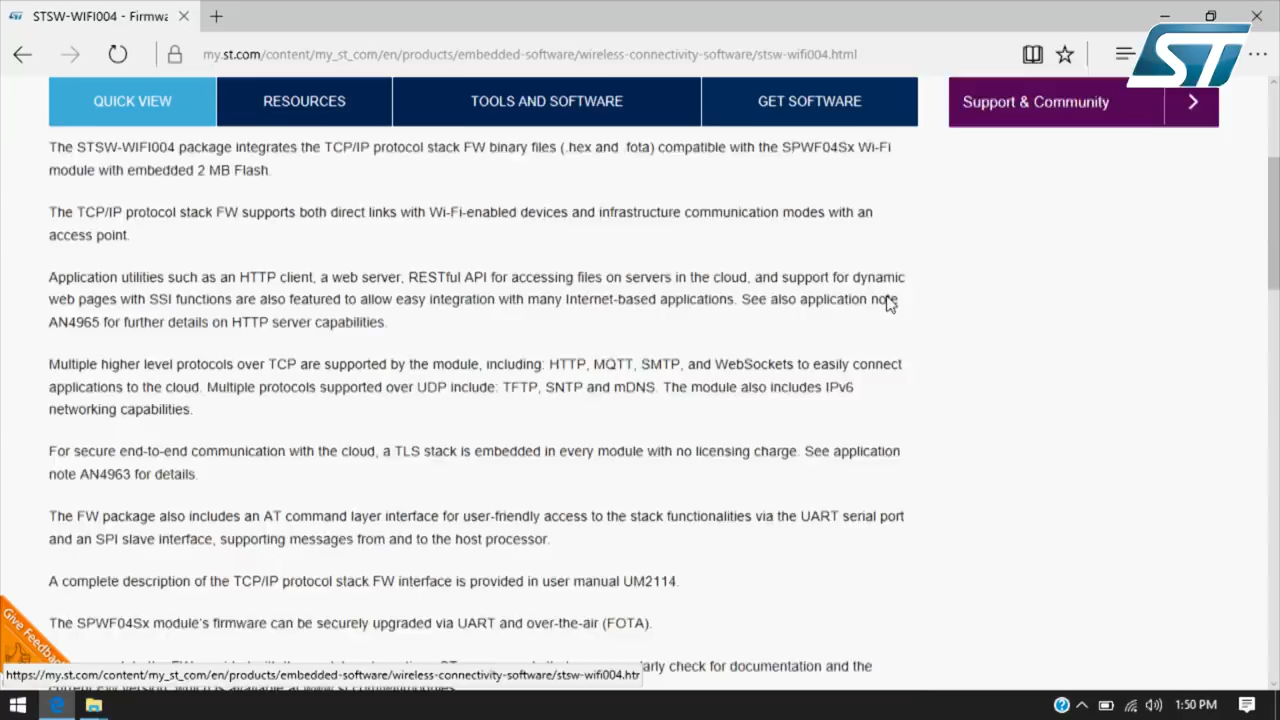 STSW-WIFI004 - Firmwa
my.st.com/content/my_st_com/en/products/embedded-software/wireless-connectivity-software/stsw-wifi004.html
ST
QUICK VIEW
RESOURCES
TOOLS AND SOFTWARE
GET SOFTWARE
Support & Community
The STSW-WIFI004 package integrates the TCP/IP protocol stack FW binary files (.hex and .fota) compatible with the SPWF04Sx Wi-Fi
module with embedded 2 MB Flash.
The TCP/IP protocol stack FW supports both direct links with Wi-Fi-enabled devices and infrastructure communication modes with an
access point.
Application utilities such as an HTTP client, a web server, RESTful API for accessing files on servers in the cloud, and support for dynamic
web pages with SSI functions are also featured to allow easy integration with many Internet-based applications. See also application note
AN4965 for further details on HTTP server capabilities.
Multiple higher level protocols over TCP are supported by the module, including: HTTP, MQTT, SMTP, and WebSockets to easily connect
applications to the cloud. Multiple protocols supported over UDP include: TFTP, SNTP and mDNS. The module also includes IPv6
networking capabilities.
For secure end-to-end communication with the cloud, a TLS stack is embedded in every module with no licensing charge. See application
note AN4963 for details.
The FW package also includes an AT command layer interface for user-friendly access to the stack functionalities via the UART serial port
and an SPI slave interface, supporting messages from and to the host processor.
A complete description of the TCP/IP protocol stack FW interface is provided in user manual UM2114.
The SPWF04Sx module's firmware can be securely upgraded via UART and over-the-air (FOTA).
Give Feedback
check for documentation and the
https://my.st.com/content/my_st_com/en/products/embedded-software/wireless-connectivity-software/stsw-wifi004.htr
1:50 PM